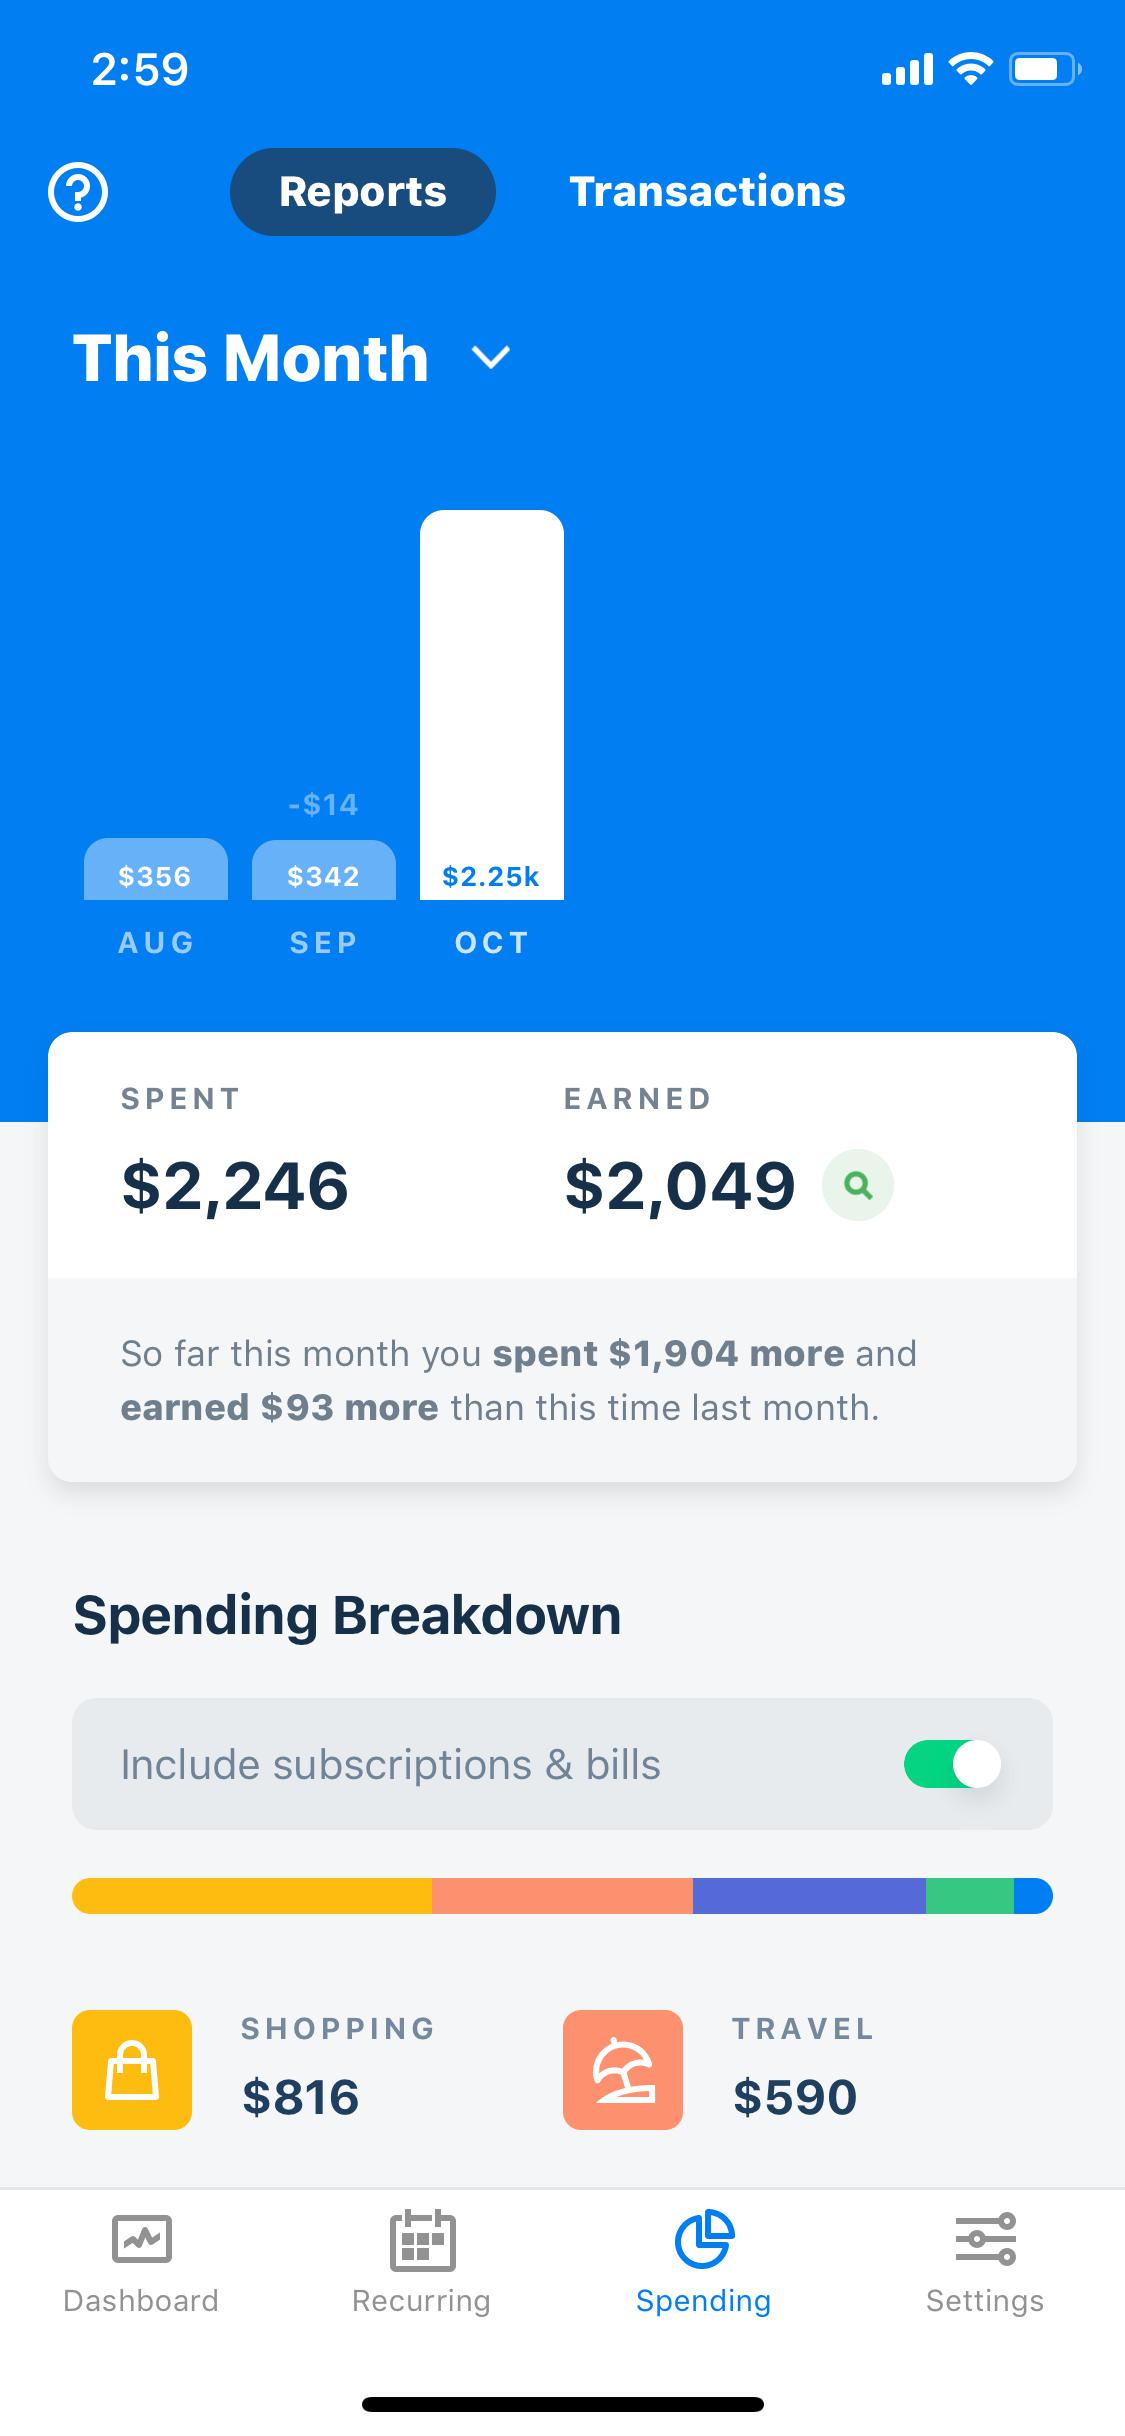 2:59
Reports Transactions
This Month
-$14
$356 $342 $2.25k
AUG SEP OCT
SPENT EARNED
$2,246 $2,049
So far this month you spent $1,904 more and
earned $93 more than this time last month.
Spending Breakdown
Include subscriptions & bills
SHOPPING TRAVEL
$816 $590
Dashboard Recurring Spending Settings